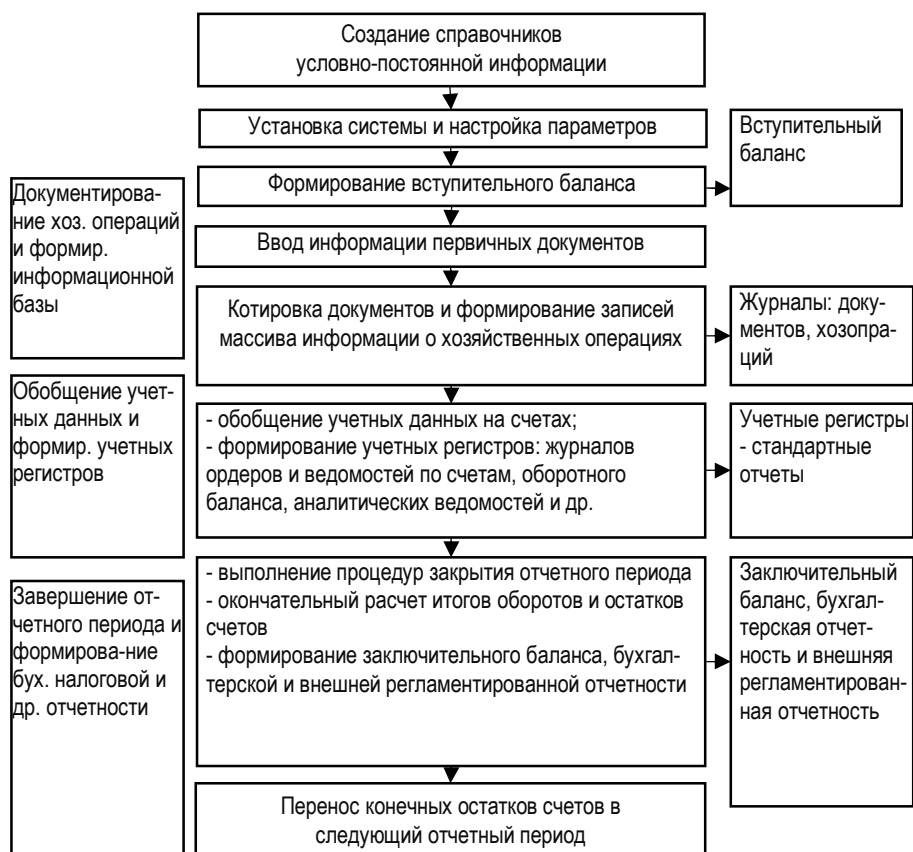 Создание справочников
условно-постоянной информации
Установка системы и настройка параметров
Вступительный
баланс
Формирование вступительного баланса
Документирова-
ние хоз. операций
и формир.
информационной
базы
Ввод информации первичных документов
Котировка документов и формирование записей
массива информации о хозяйственных операциях
Журналы: доку-
ментов, хозопра-
ций
Обобщение учет-
ных данных и
формир. учетных
регистров
- обобщение учетных данных на счетах;
- формирование учетных регистров: журналов
ордеров и ведомостей по счетам, оборотного
баланса, аналитических ведомостей и др.
Учетные регистры
- стандартные
отчеты
Завершение от-
четного периода и
формирова-ние
бух. налоговой и
др. отчетности
- выполнение процедур закрытия отчетного периода
- окончательный расчет итогов оборотов и остатков
счетов
- формирование заключительного баланса, бухгал-
терской и внешней регламентированной отчетности
Заключительный
баланс, бухгал-
терская отчет-
ность и внешняя
регламентирован-
ная отчетность
Перенос конечных остатков счетов в
следующий отчетный период